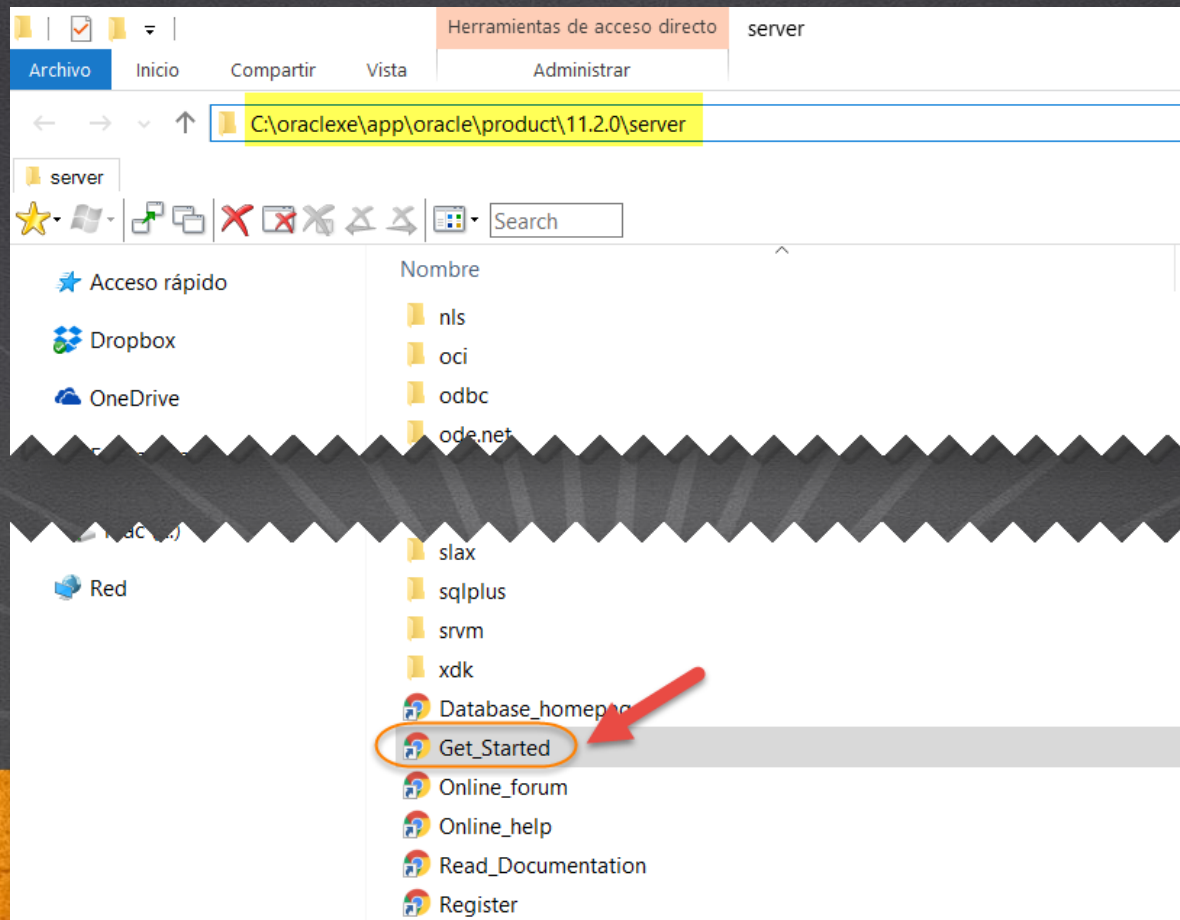 Herramientas de acceso directo server
Archivo Inicio Compartir Vista Administrar
C:\oraclexe\app\oracle\product\11.2.0\server
server
Search
Nombre
Acceso rápido
Dropbox
OneDrive
nls
oci
odbc
ode.net
slax
Red
sqlplus
srvm
xdk
Get_Started
Online_forum
Online_help
Read_Documentation
Register